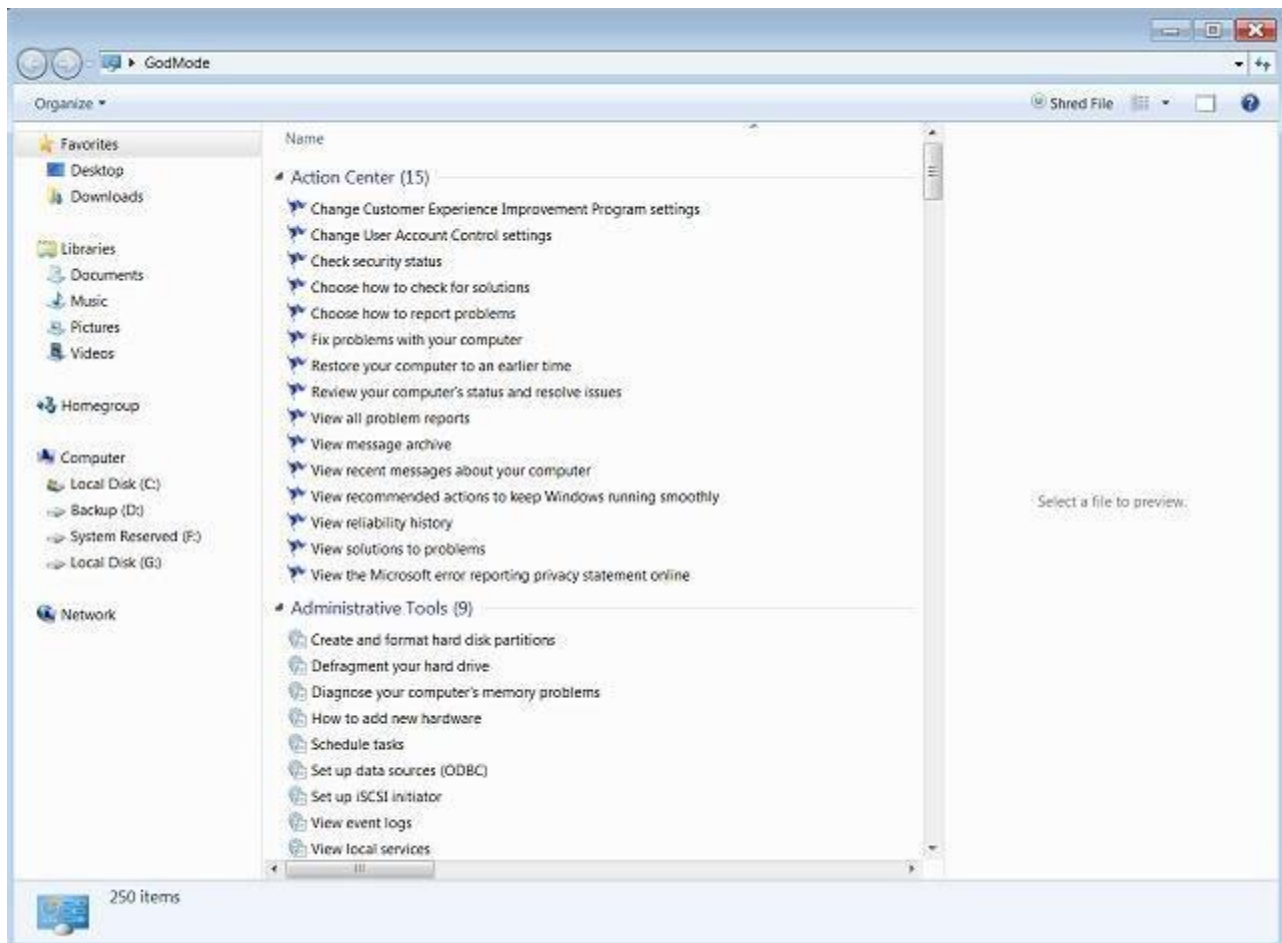 GodMode
Organize
Shred File
Favorites
Desktop
Downloads
Libraries
Documents
Music
Pictures
Videos
Homegroup
Computer
Local Disk (C:)
Backup (D:)
System Reserved (F:)
Local Disk (G:)
Network
Name
Action Center (15)
Change Customer Experience Improvement Program settings
Change User Account Control settings
Check security status
Choose how to check for solutions
Choose how to report problems
Fix problems with your computer
Restore your computer to an earlier time
Review your computer's status and resolve issues
View all problem reports
View message archive
View recent messages about your computer
View recommended actions to keep Windows running smoothly
View reliability history
View solutions to problems
View the Microsoft error reporting privacy statement online
Administrative Tools (9)
Create and format hard disk partitions
Defragment your hard drive
Diagnose your computer's memory problems
How to add new hardware
Schedule tasks
Set up data sources (ODBC)
Set up iSCSI initiator
View event logs
View local services
Select a file to preview.
250 items